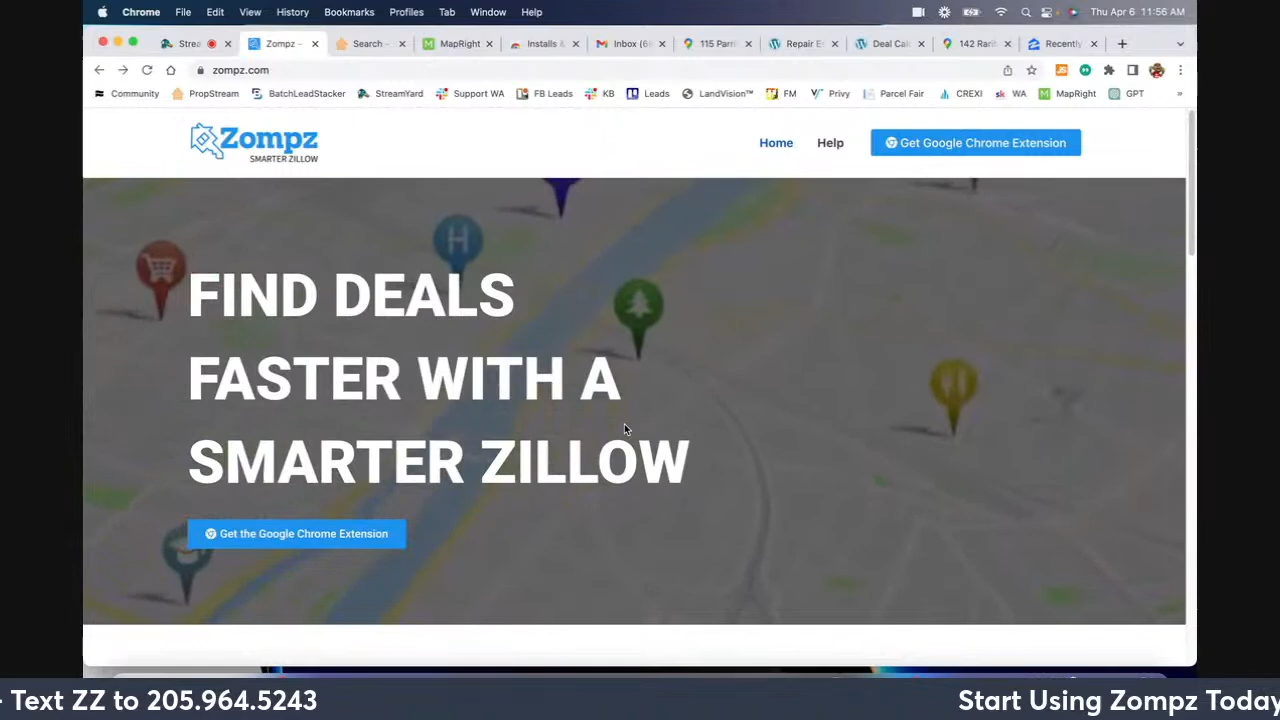 Chrome File Edit View History Bookmarks Profiles Tab Window Help Thu Apr 6 11:56 AM
Strea Zompz - Search - MapRight Installs & Inbox (6 115 Parr Repair E Deal Cal 142 Ran Recently
zompz.com
Community PropStream BatchLeadStacker StreamYard Support WA FB Leads KB Leads LandVision™ FM Privy Parcel Fair CREXI WA MapRight GPT »
Zompz
SMARTER ZILLOW
Home Help Get Google Chrome Extension
H
FIND DEALS
FASTER WITH A
SMARTER ZILLOW
Get the Google Chrome Extension
- Text ZZ to 205.964.5243 Start Using Zompz Today